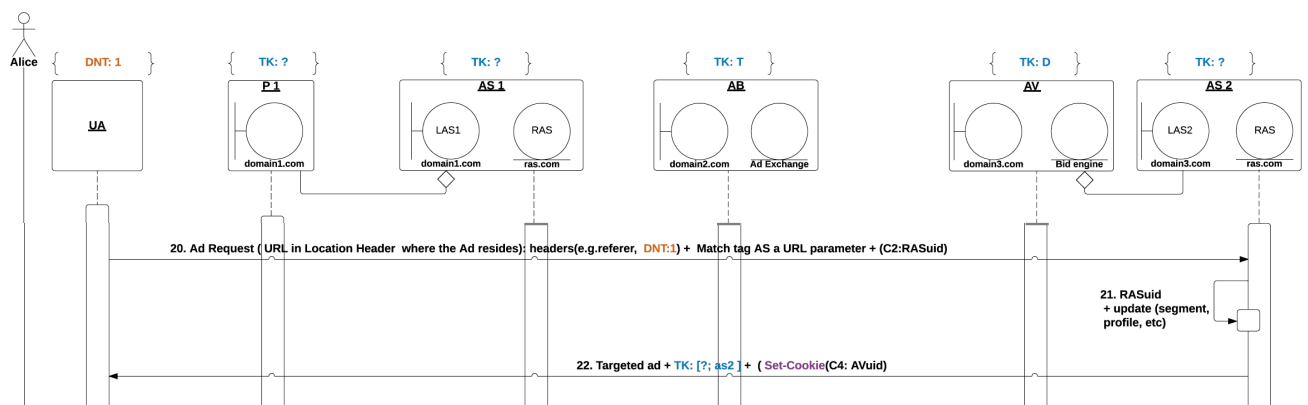 Alice
{ DNT: 1 }
{ TK: ? }
{ TK: ? }
{ TK: T }
{ TK: D }
{ TK: ? }
UA
P 1
domain1.com
AS 1
LAS1
RAS
domain1.com
ras.com
AB
domain2.com
Ad Exchange
AV
domain3.com
Bid engine
AS 2
LAS2
RAS
domain3.com
ras.com
20. Ad Request ( URL in Location Header where the Ad resides): headers(e.g.referer, DNT:1) + Match tag AS a URL parameter + (C2:RASuid)
21. RASuid
+ update (segment,
profile, etc)
22. Targeted ad + TK: [?; as2 ] + ( Set-Cookie(C4: AVuid)